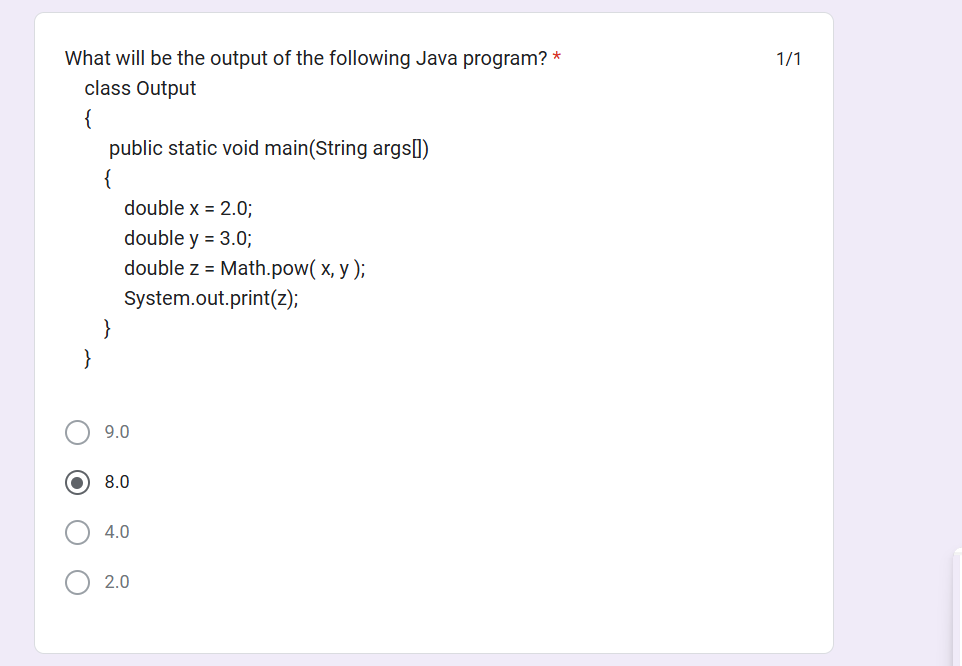 What will be the output of the following Java program? * 1/1
class Output
{
public static void main(String args[])
{
double x = 2.0;
double y = 3.0;
double z = Math.pow( x, y );
System.out.print(z);
}
}
9.0
8.0
4.0
2.0